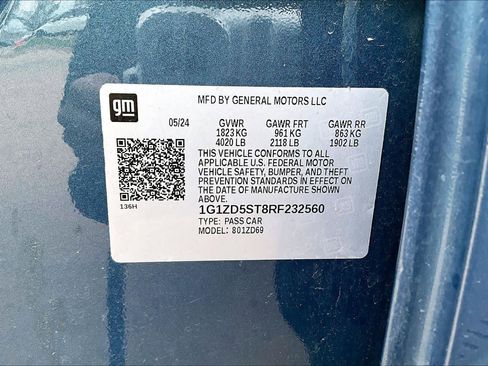 gm
MFD BY GENERAL MOTORS LLC
05/24 GVWR GAWR FRT GAWR RR
1823 KG 961 KG 863 KG
4020 LB 2118 LB 1902 LB
THIS VEHICLE CONFORMS TO ALL
APPLICABLE U.S. FEDERAL MOTOR
VEHICLE SAFETY, BUMPER, AND THEFT
PREVENTION STANDARDS IN EFFECT ON
THE DATE OF MANUFACTURE SHOWN
ABOVE.
136H
1G1ZD5ST8RF232560
TYPE: PASS CAR
MODEL: 801ZD69